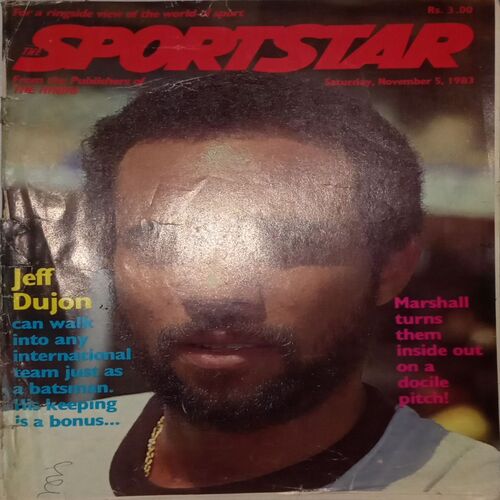 For a ringside view of the world of sport
Rs. 3.00
THE SPORTSTAR
From the Publishers of
THE HINDU
Saturday, November 5, 1983
Jeff
Dujon
can walk
into any
international
team just as
a batsman.
His keeping
is a bonus...
Marshall
turns
them
inside out
on a
docile
pitch!